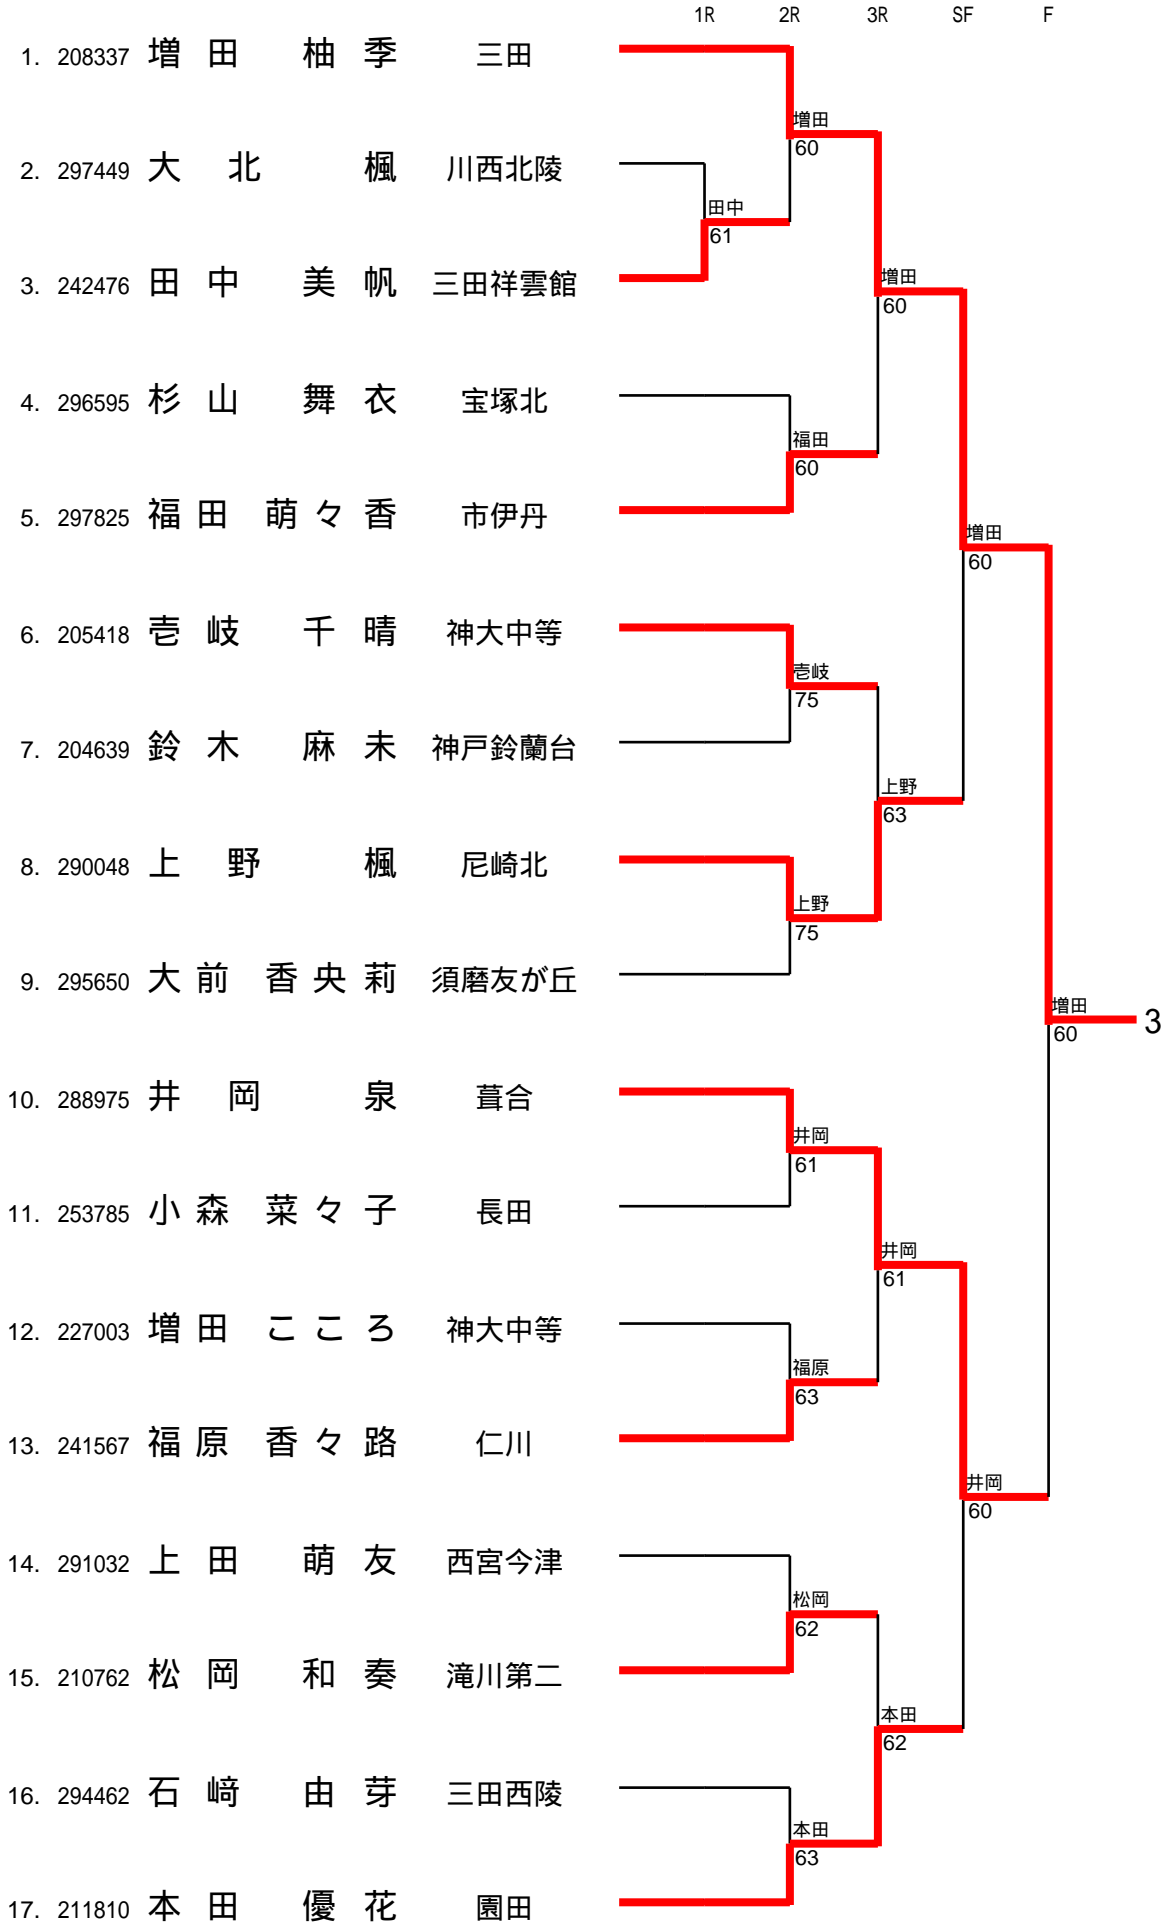 1R 2R 3R SF F
1. 208337 増田 柚季 三田
増田
60
2. 297449 大北 楓 川西北陵
田中
61
3. 242476 田中 美帆 三田祥雲館
増田
60
4. 296595 杉山 舞衣 宝塚北
福田
60
5. 297825 福田 萌々香 市伊丹
増田
60
6. 205418 壱岐 千晴 神大中等
壱岐
75
7. 204639 鈴木 麻未 神戸鈴蘭台
上野
63
8. 290048 上野 楓 尼崎北
上野
75
9. 295650 大前 香央莉 須磨友が丘
増田
60
3
10. 288975 井岡 泉 葺合
井岡
61
11. 253785 小森 菜々子 長田
井岡
61
12. 227003 増田 こころ 神大中等
福原
63
13. 241567 福原 香々路 仁川
井岡
60
14. 291032 上田 萌友 西宮今津
松岡
62
15. 210762 松岡 和奏 滝川第二
本田
62
16. 294462 石﨑 由芽 三田西陵
本田
63
17. 211810 本田 優花 園田